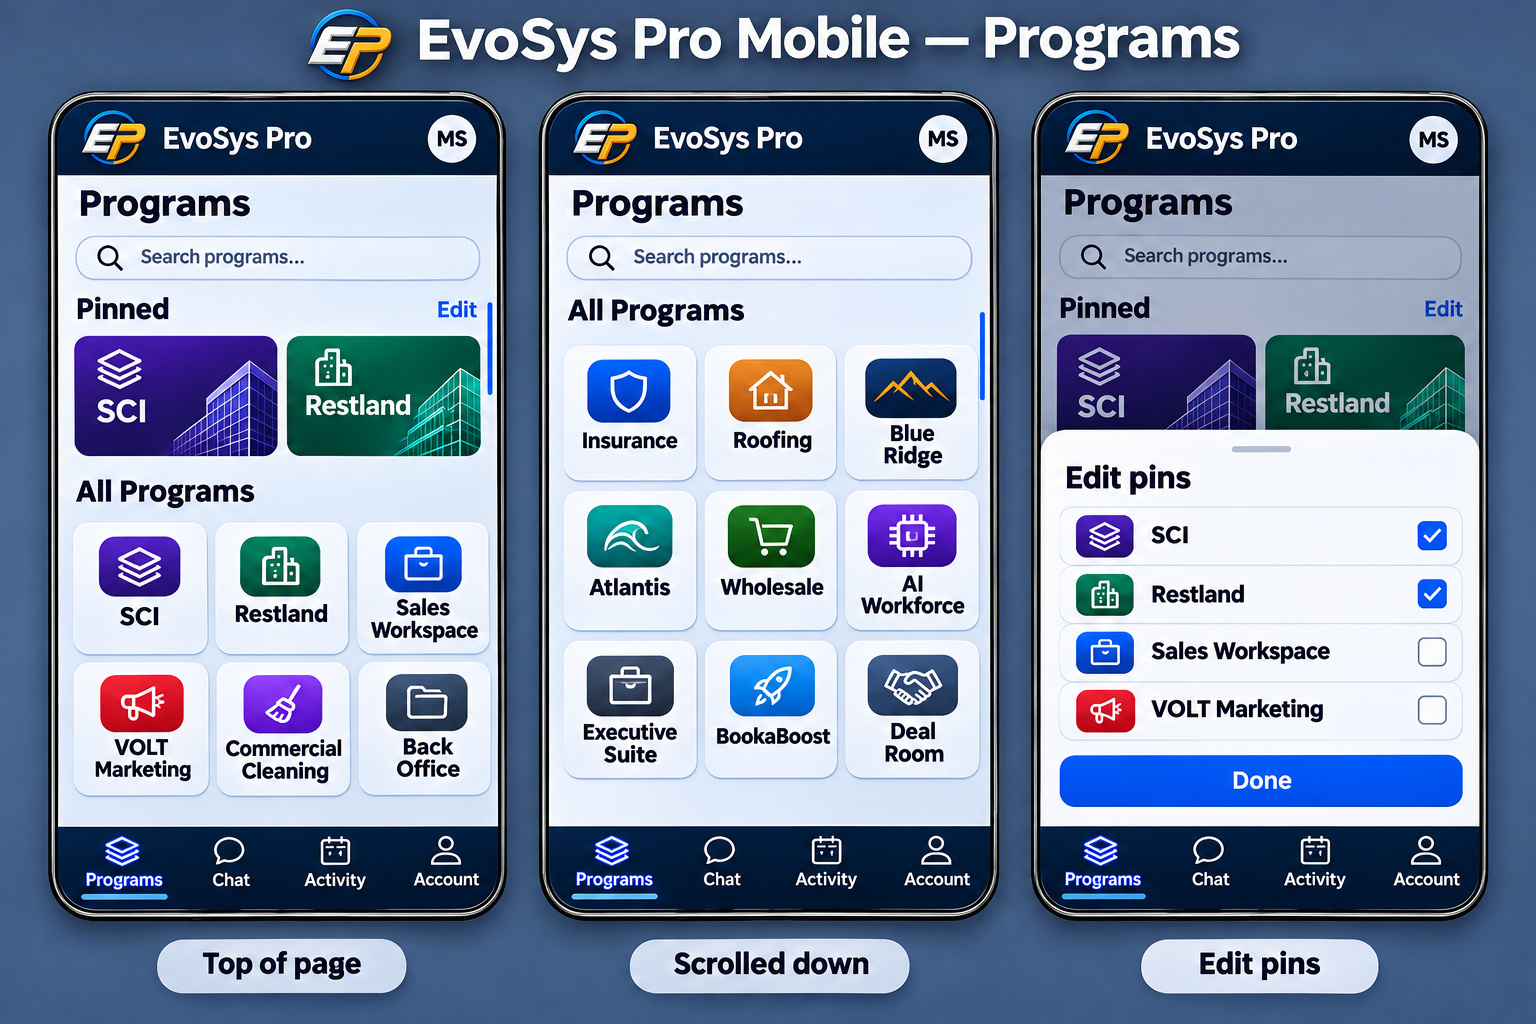 EP EvoSys Pro Mobile — Programs
EP EvoSys Pro MS
Programs
Search programs...
Pinned Edit
SCI
Restland
All Programs
SCI
Restland
Sales
Workspace
VOLT
Marketing
Commercial
Cleaning
Back
Office
Programs Chat Activity Account
Top of page
EP EvoSys Pro MS
Programs
Search programs...
All Programs
Insurance
Roofing
Blue
Ridge
Atlantis
Wholesale
AI
Workforce
Executive
Suite
BookaBoost
Deal
Room
Programs Chat Activity Account
Scrolled down
EP EvoSys Pro MS
Programs
Search programs...
Pinned Edit
SCI
Restland
Edit pins
SCI
Restland
Sales Workspace
VOLT Marketing
Done
Programs Chat Activity Account
Edit pins